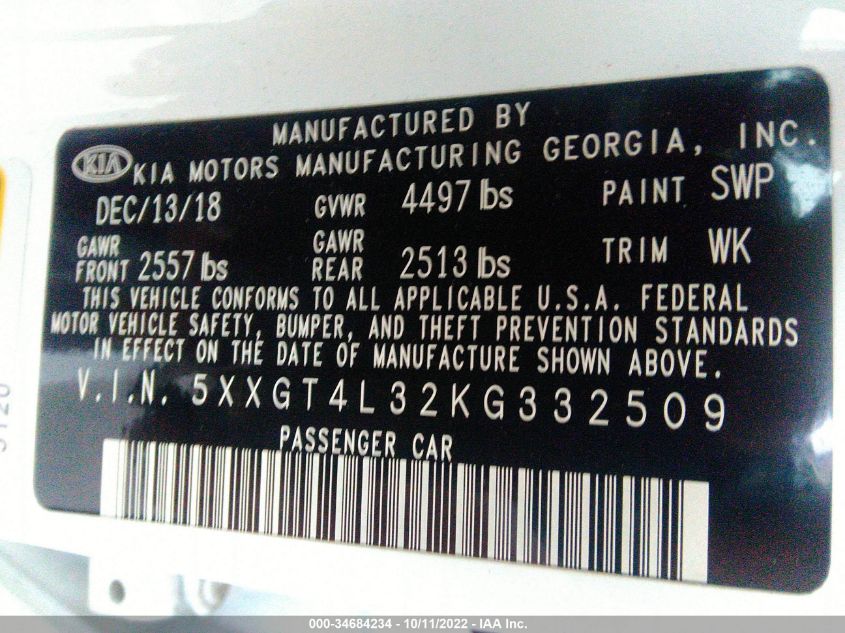 MANUFACTURED BY
KIA KIA MOTORS MANUFACTURING GEORGIA, INC.
DEC/13/18 GVWR 4497 lbs PAINT SWP
GAWR FRONT 2557 lbs GAWR REAR 2513 lbs TRIM WK
THIS VEHICLE CONFORMS TO ALL APPLICABLE U.S.A. FEDERAL
MOTOR VEHICLE SAFETY, BUMPER, AND THEFT PREVENTION STANDARDS
IN EFFECT ON THE DATE OF MANUFACTURE SHOWN ABOVE.
V.I.N. 5XXGT4L32KG332509
PASSENGER CAR
000-34684234 - 10/11/2022 - IAA Inc.